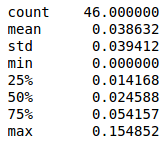 count 46.000000
mean 0.038632
std 0.039412
min 0.000000
25% 0.014168
50% 0.024588
75% 0.054157
max 0.154852